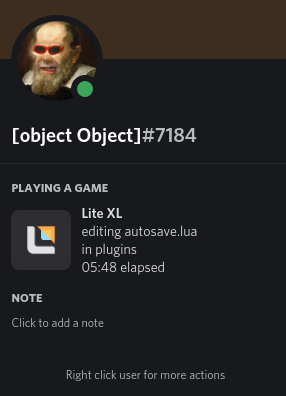 [object Object]#7184
PLAYING A GAME
Lite XL
editing autosave.lua
in plugins
05:48 elapsed
NOTE
Click to add a note
Right click user for more actions